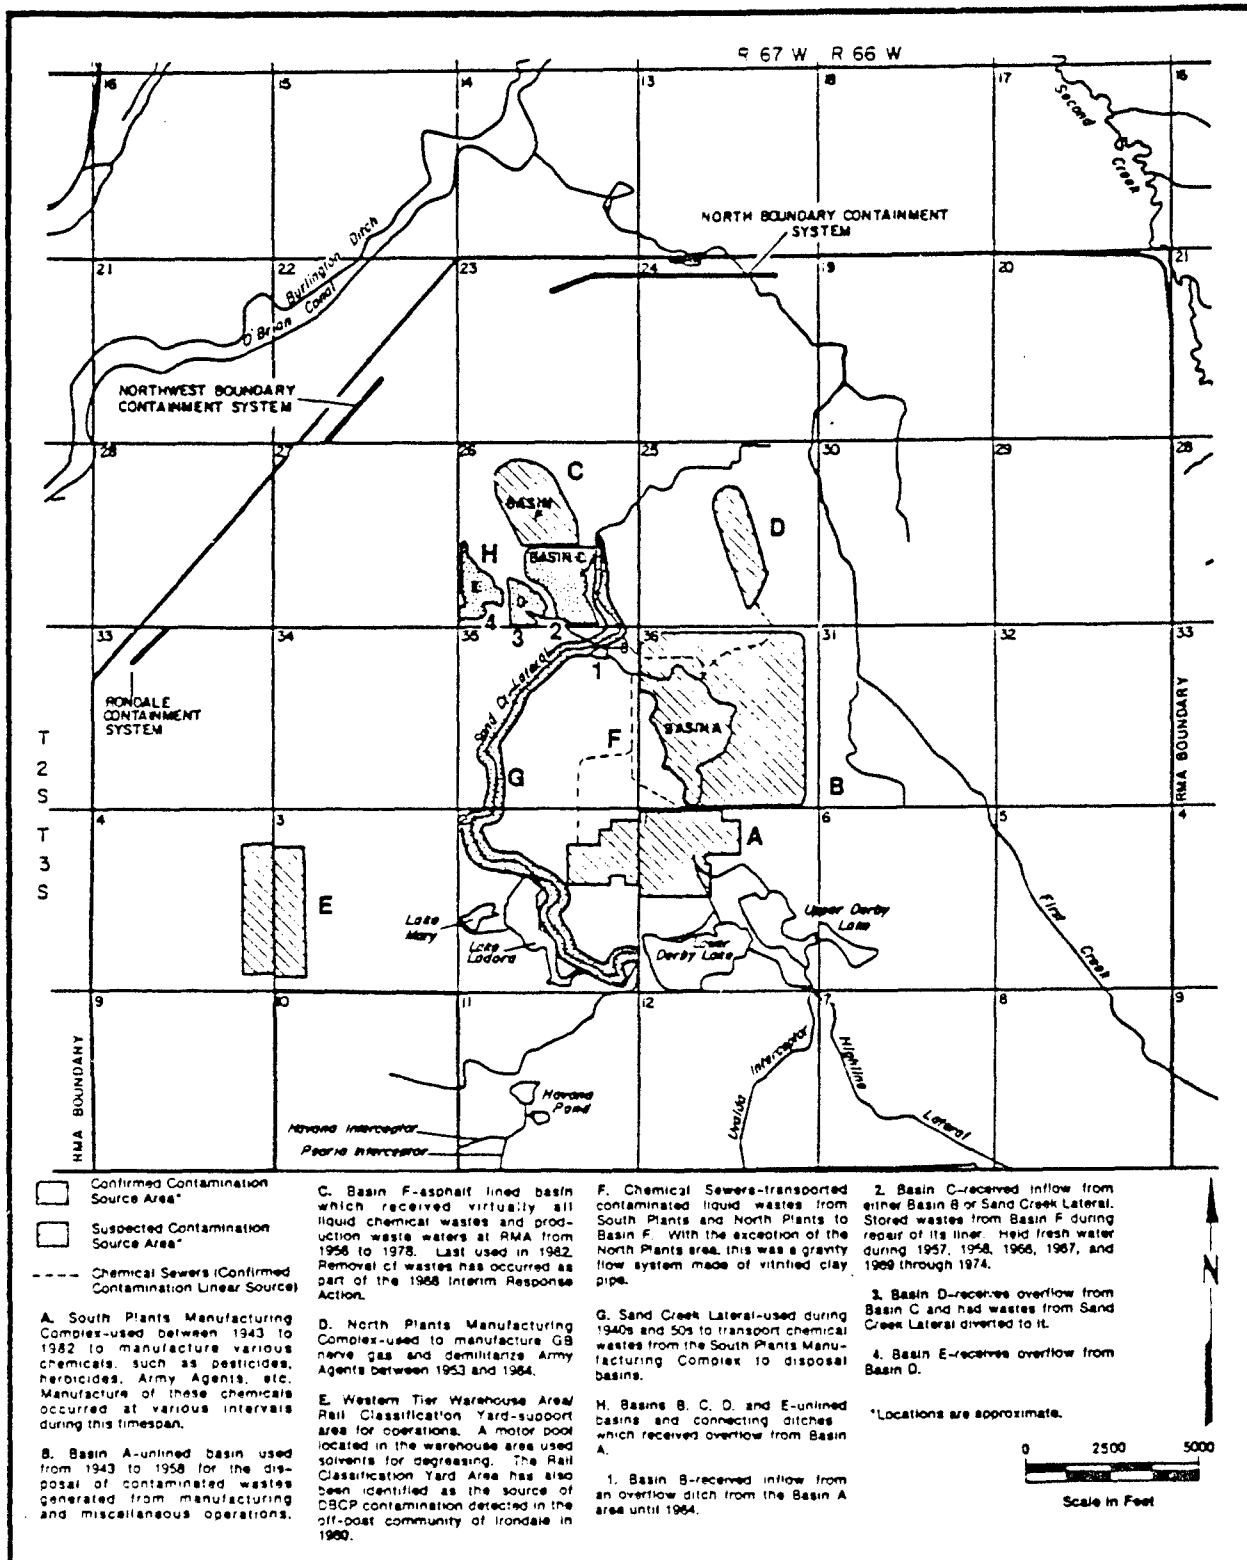 R 67 W R 66 W
16
15
14
13
18
17
16
Second
Creek
NORTH BOUNDARY CONTAINMENT
SYSTEM
21
22
23
24
19
20
21
Burlington Ditch
O'Brian Canal
NORTHWEST BOUNDARY
CONTAINMENT SYSTEM
28
27
26
25
30
29
28
C
BASIN
F
D
H
BASIN C
E
D
4
3
2
33
34
35
36
31
32
33
B
1
Sand Ck Lateral
RONDALE
CONTAINMENT
SYSTEM
BASIN A
F
G
B
RMA BOUNDARY
T
2
S
T
3
S
4
3
6
5
4
A
E
Lake
Mary
Lake
Ladora
Lower
Derby Lake
Upper Derby
Lake
First
Creek
9
10
11
12
7
8
9
RMA BOUNDARY
Havana
Pond
Havana Interceptor
Peoria Interceptor
Uvalda
Interceptor
Highline
Lateral
Confirmed Contamination
Source Area*
Suspected Contamination
Source Area*
Chemical Sewers (Confirmed
Contamination Linear Source)
A. South Plants Manufacturing
Complex-used between 1943 to
1982 to manufacture various
chemicals, such as pesticides,
herbicides, Army Agents, etc.
Manufacture of these chemicals
occurred at various intervals
during this timespan.
B. Basin A-unlined basin used
from 1943 to 1958 for the dis-
posal of contaminated wastes
generated from manufacturing
and miscellaneous operations.
C. Basin F-asphalt lined basin
which received virtually all
liquid chemical wastes and prod-
uction waste waters at RMA from
1956 to 1978. Last used in 1982.
Removal of wastes has occurred as
part of the 1988 Interim Response
Action.
D. North Plants Manufacturing
Complex-used to manufacture GB
nerve gas and demilitarize Army
Agents between 1953 and 1984.
E. Western Tier Warehouse Area/
Rail Classification Yard-support
area for operations. A motor pool
located in the warehouse area used
solvents for degreasing. The Rail
Classification Yard Area has also
been identified as the source of
DBCP contamination detected in the
off-post community of Irondale in
1980.
F. Chemical Sewers-transported
contaminated liquid wastes from
South Plants and North Plants to
Basin F. With the exception of the
North Plants area, this was a gravity
flow system made of vitrified clay
pipe.
G. Sand Creek Lateral-used during
1940s and 50s to transport chemical
wastes from the South Plants Manu-
facturing Complex to disposal
basins.
H. Basins B, C, D, and E-unlined
basins and connecting ditches
which received overflow from Basin
A.
1. Basin B-received inflow from
an overflow ditch from the Basin A
area until 1964.
2. Basin C-received inflow from
either Basin B or Sand Creek Lateral.
Stored wastes from Basin F during
repair of its liner. Held fresh water
during 1957, 1958, 1966, 1967, and
1969 through 1974.
3. Basin D-receives overflow from
Basin C and had wastes from Sand
Creek Lateral diverted to it.
4. Basin E-receives overflow from
Basin D.
*Locations are approximate.
N
0 2500 5000
Scale in Feet